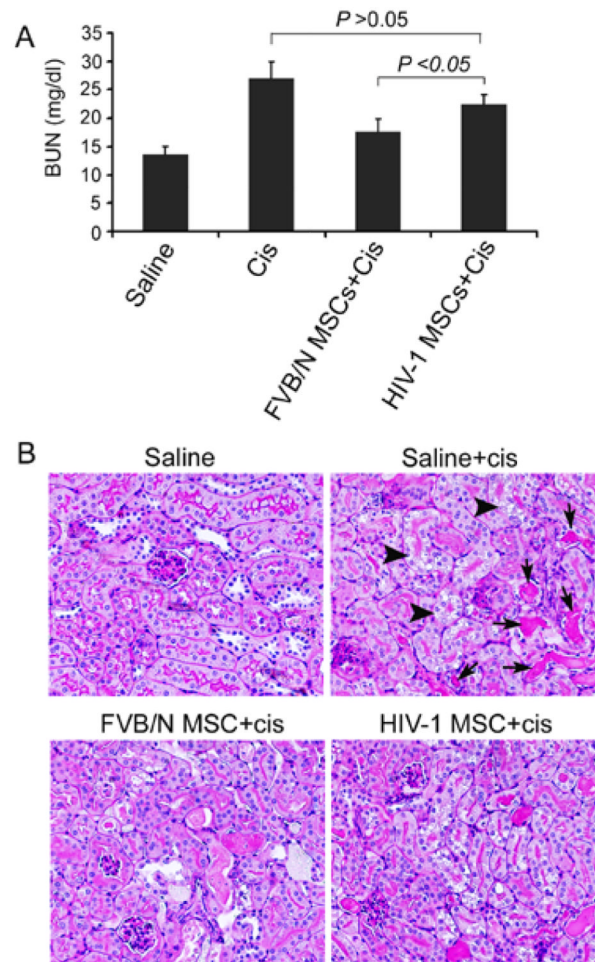 A
P >0.05
P <0.05
BUN (mg/dl)
35
30
25
20
15
10
5
0
Saline
Cis
FVB/N MSCs+Cis
HIV-1 MSCs+Cis
B
Saline
Saline+cis
FVB/N MSC+cis
HIV-1 MSC+cis